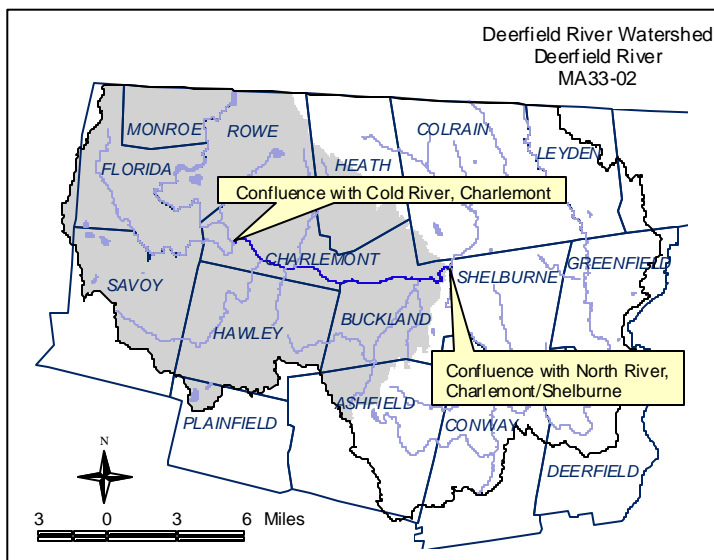 Deerfield River Watershed
Deerfield River
MA33-02
MONROE
ROWE
COLRAIN
LEYDEN
FLORIDA
HEATH
Confluence with Cold River, Charlemont
CHARLEMONT
SHELBURNE
GREENFIELD
SAVOY
HAWLEY
BUCKLAND
Confluence with North River,
Charlemont/Shelburne
ASHFIELD
PLAINFIELD
CONWAY
DEERFIELD
N
3 0 3 6 Miles